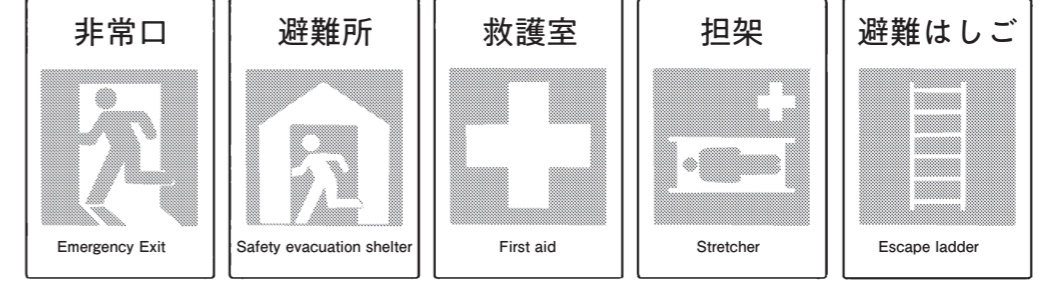 非常口
Emergency Exit
避難所
Safety evacuation shelter
救護室
First aid
担架
Stretcher
避難はしご
Escape ladder